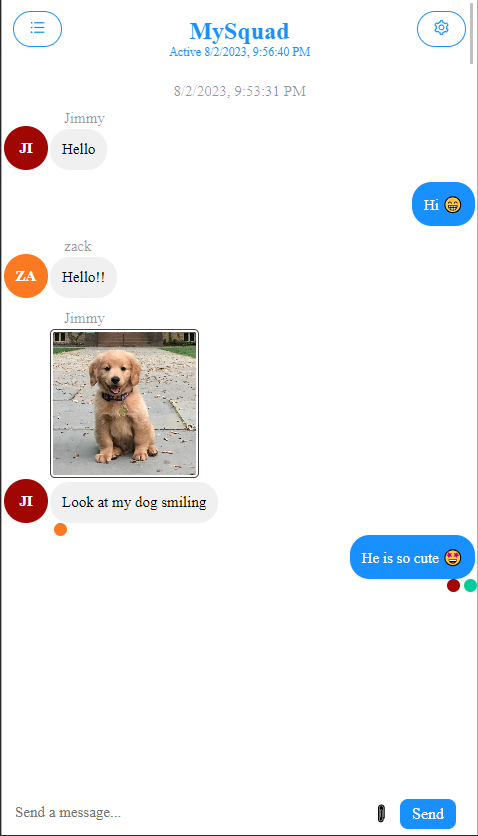 MySquad
Active 8/2/2023, 9:56:40 PM
8/2/2023, 9:53:31 PM
Jimmy
JI
Hello
Hi 😁
zack
ZA
Hello!!
Jimmy
JI
Look at my dog smiling
He is so cute 🤩
Send a message...
Send